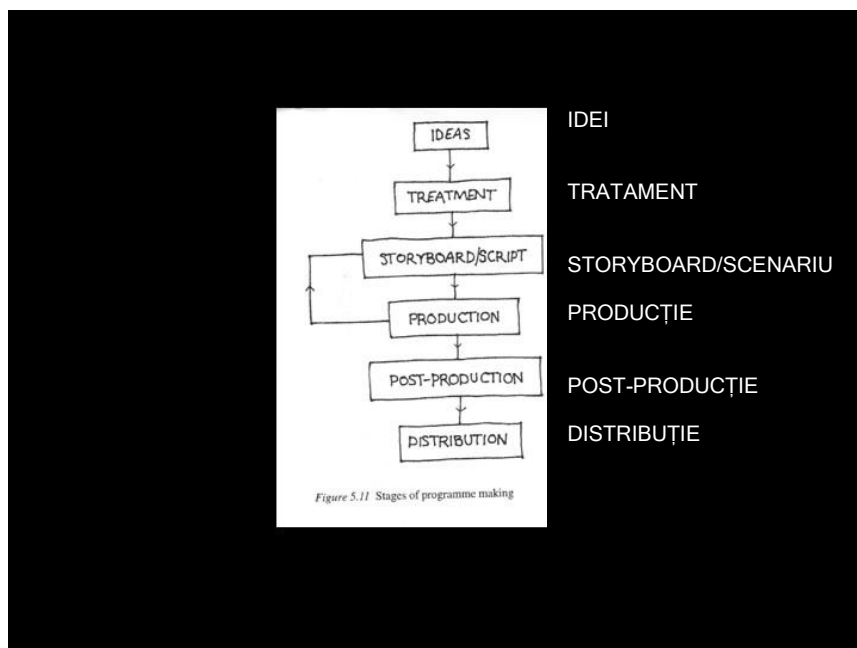 IDEAS
TREATMENT
STORYBOARD/SCRIPT
PRODUCTION
POST-PRODUCTION
DISTRIBUTION
Figure 5.11 Stages of programme making
IDEI
TRATAMENT
STORYBOARD/SCENARIU
PRODUCȚIE
POST-PRODUCȚIE
DISTRIBUȚIE